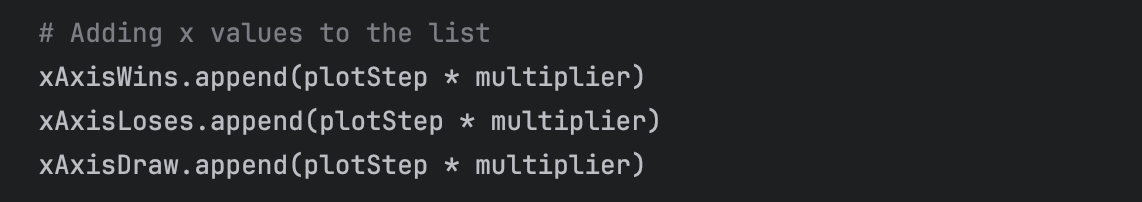 # Adding x values to the list
xAxisWins.append(plotStep * multiplier)
xAxisLoses.append(plotStep * multiplier)
xAxisDraw.append(plotStep * multiplier)